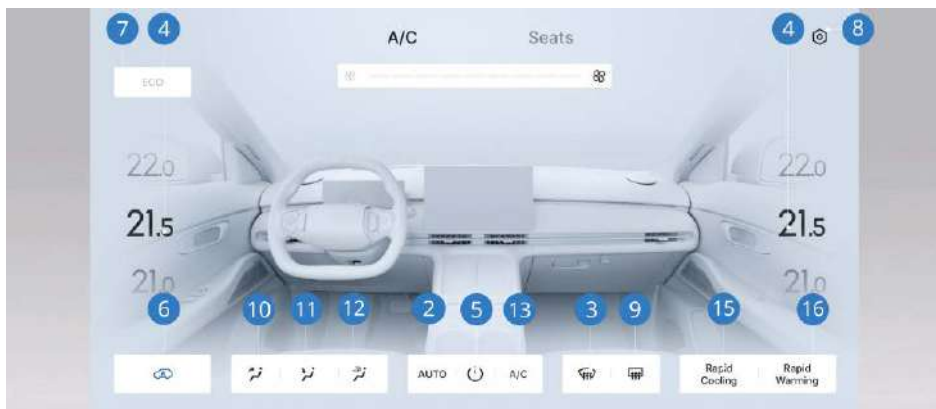 7 4 4 8
A/C Seats
ECO
22.0 22.0
21.5 21.5
21.0 21.0
6 10 11 12 2 5 13 3 9 15 16
AUTO A/C Rapid Cooling Rapid Warming